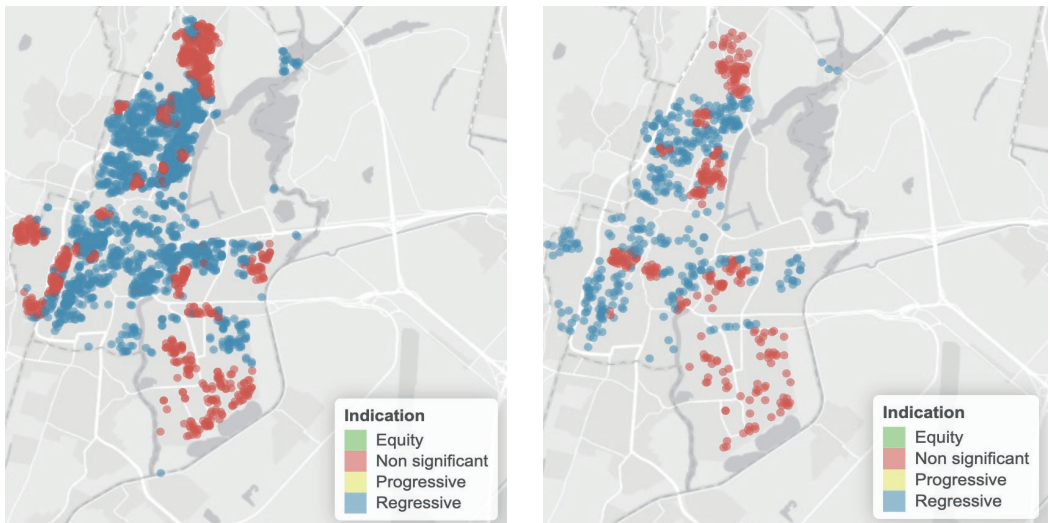 Indication
Equity
Non significant
Progressive
Regressive
Indication
Equity
Non significant
Progressive
Regressive